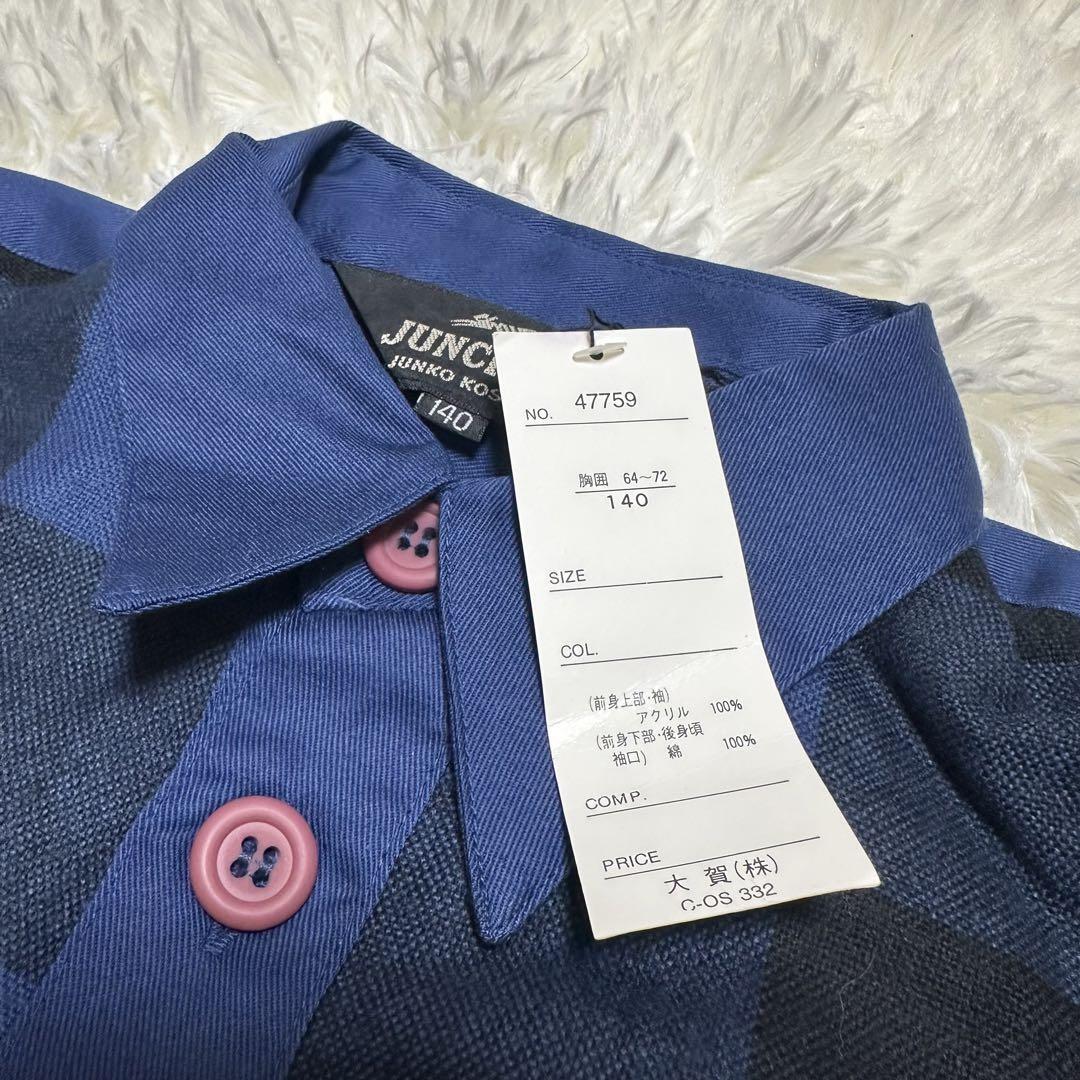 JUNKO
140
NO. 47759
胸囲 64～72
140
SIZE
COL.
(前身上部・袖)
アクリル 100%
(前身下部・後身頃
袖口) 綿 100%
COMP.
PRICE
大賀(株)
C-OS 332